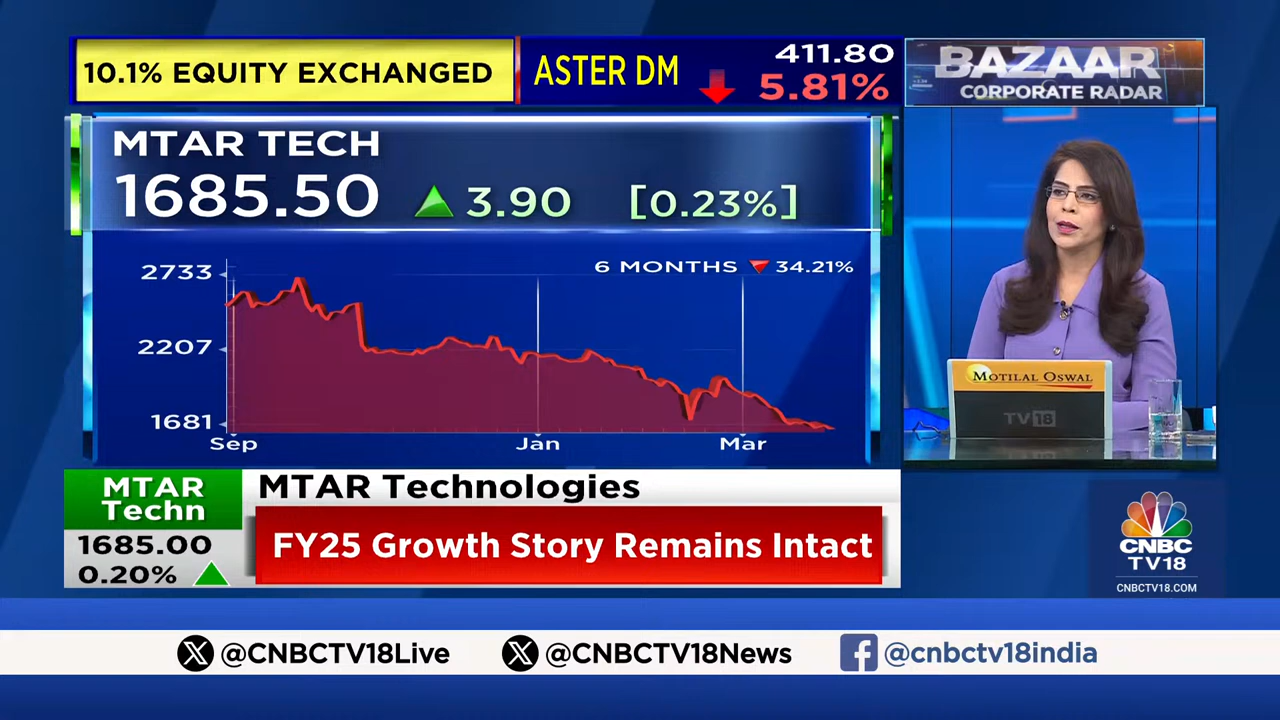 10.1% EQUITY EXCHANGED
ASTER DM
411.80
5.81%
BAZAAR
CORPORATE RADAR
MTAR TECH
1685.50
3.90 [0.23%]
6 MONTHS 34.21%
2733
2207
1681
Sep Jan Mar
MOTILAL OSWAL
TV18
MTAR
Techn
1685.00
0.20%
MTAR Technologies
FY25 Growth Story Remains Intact
CNBC
TV18
CNBCTV18.COM
@CNBCTV18Live
@CNBCTV18News
@cnbctv18india